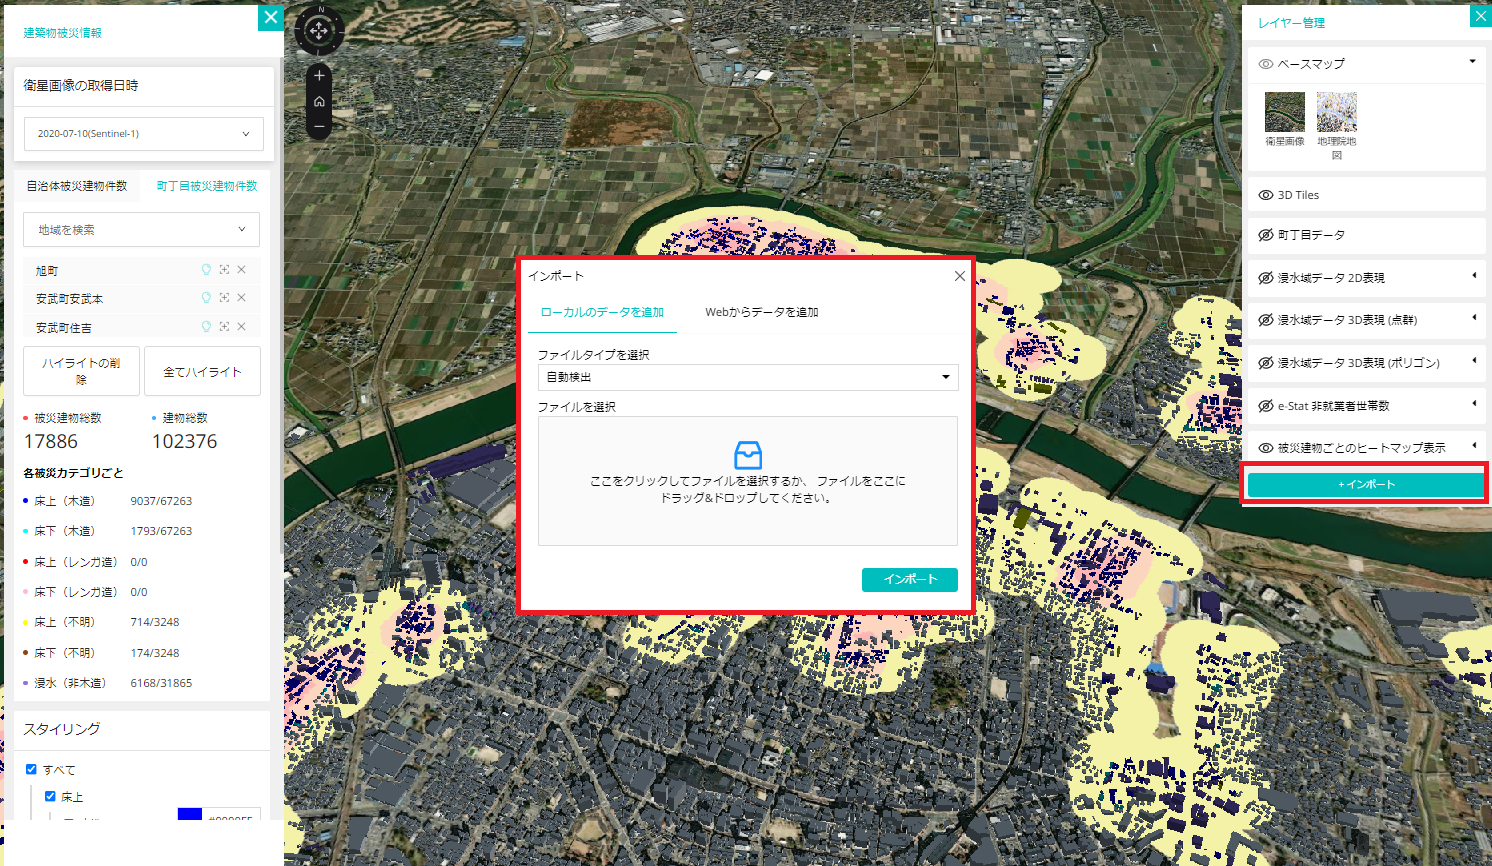 建築物被災情報
衛星画像の取得日時
2020-07-10(Sentinel-1)
自治体被災建物件数
町丁目被災建物件数
地域を検索
旭町
安武町安武本
安武町住吉
ハイライトの削
除
全てハイライト
被災建物総数
17886
建物総数
102376
各被災カテゴリごと
床上（木造） 9037/67263
床下（木造） 1793/67263
床上（レンガ造） 0/0
床下（レンガ造） 0/0
床上（不明） 714/3248
床下（不明） 174/3248
浸水（非木造） 6168/31865
スタイリング
すべて
床上
N
インポート
ローカルのデータを追加
Webからデータを追加
ファイルタイプを選択
自動検出
ファイルを選択
ここをクリックしてファイルを選択するか、 ファイルをここに
ドラッグ&ドロップしてください。
インポート
レイヤー管理
ベースマップ
衛星画像
地理院地
図
3D Tiles
町丁目データ
浸水域データ 2D表現
浸水域データ 3D表現 (点群)
浸水域データ 3D表現 (ポリゴン)
e-Stat 非就業者世帯数
被災建物ごとのヒートマップ表示
+ インポート